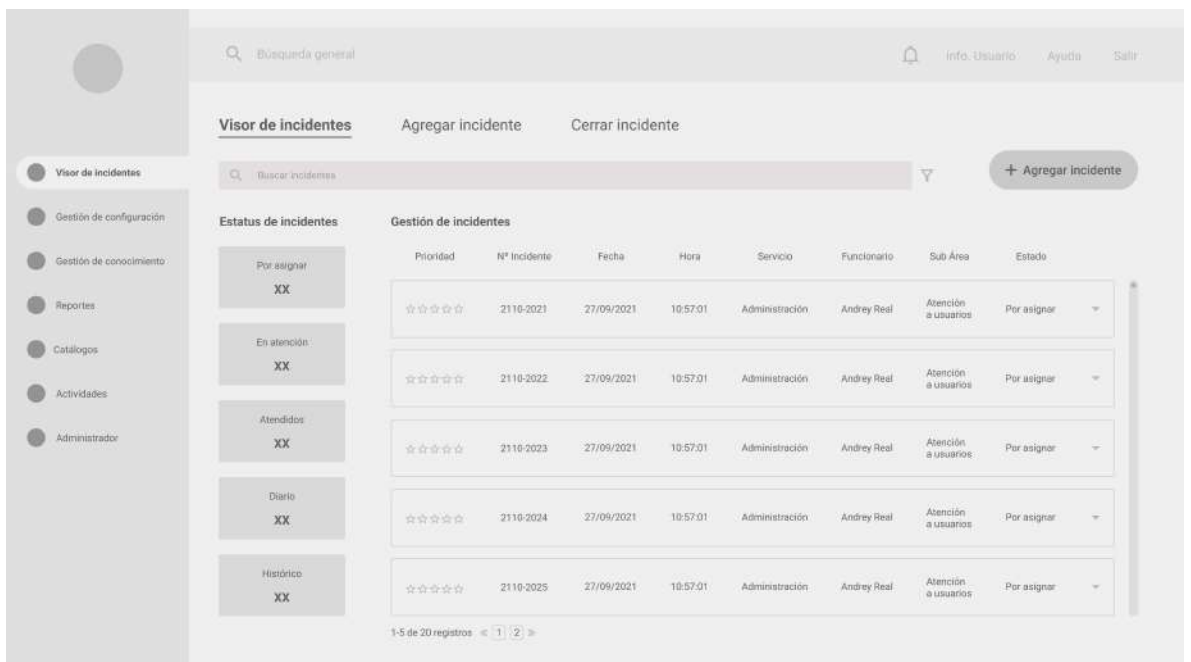 Búsqueda general
Info. Usuario
Ayuda
Salir
Visor de incidentes
Agregar incidente
Cerrar incidente
Visor de incidentes
Gestión de configuración
Gestión de conocimiento
Reportes
Catálogos
Actividades
Administrador
Buscar incidentes
+ Agregar incidente
Estatus de incidentes
Por asignar
XX
En atención
XX
Atendidos
XX
Diario
XX
Histórico
XX
Gestión de incidentes
Prioridad Nº Incidente Fecha Hora Servicio Funcionario Sub Área Estado
2110-2021 27/09/2021 10:57:01 Administración Andrey Real Atención
a usuarios Por asignar
2110-2022 27/09/2021 10:57:01 Administración Andrey Real Atención
a usuarios Por asignar
2110-2023 27/09/2021 10:57:01 Administración Andrey Real Atención
a usuarios Por asignar
2110-2024 27/09/2021 10:57:01 Administración Andrey Real Atención
a usuarios Por asignar
2110-2025 27/09/2021 10:57:01 Administración Andrey Real Atención
a usuarios Por asignar
1-5 de 20 registros « 1 2 »